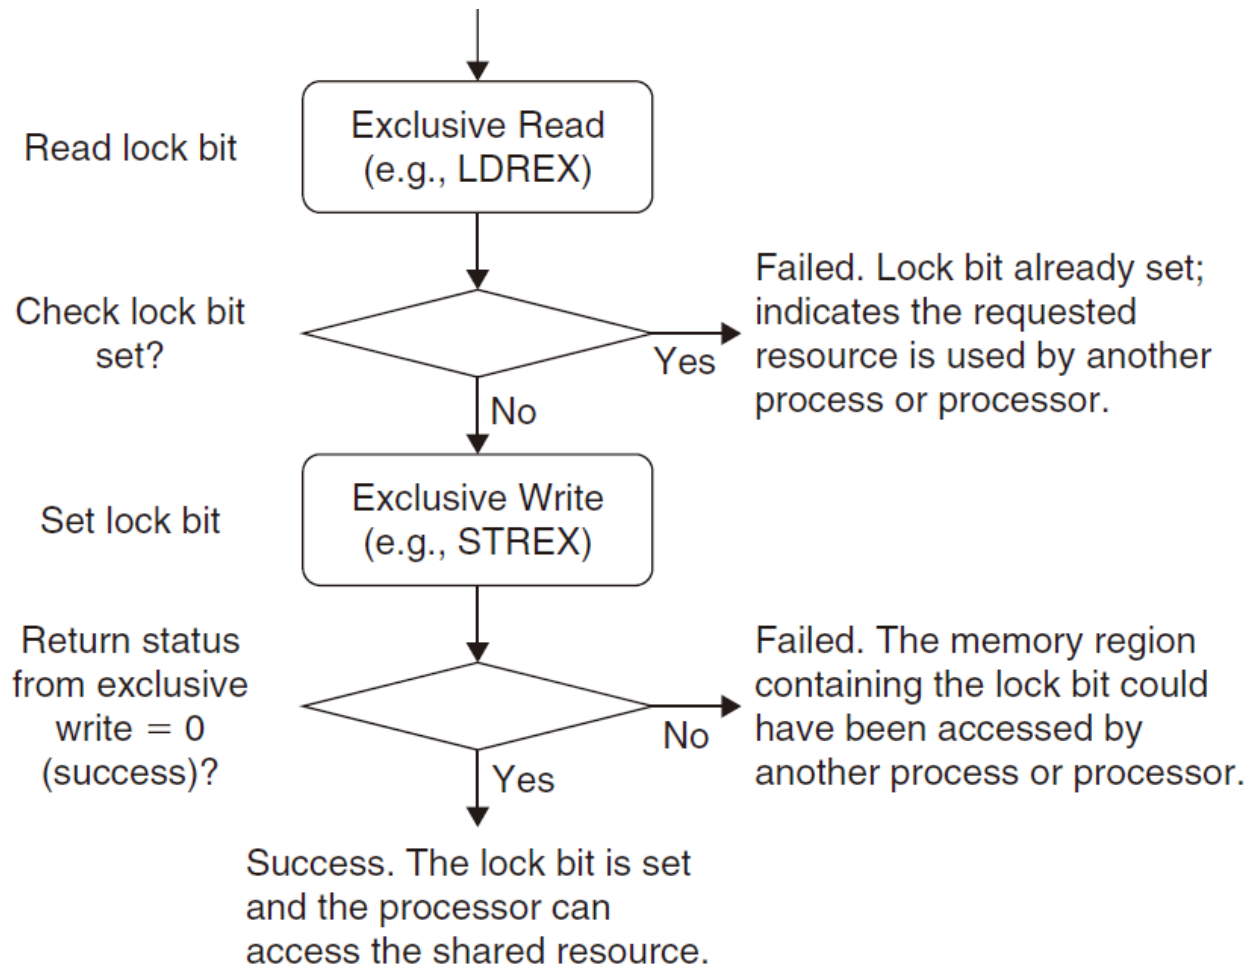 Exclusive Read
(e.g., LDREX)
Read lock bit
Check lock bit
set?
Yes
Failed. Lock bit already set;
indicates the requested
resource is used by another
process or processor.
No
Exclusive Write
(e.g., STREX)
Set lock bit
Return status
from exclusive
write = 0
(success)?
No
Failed. The memory region
containing the lock bit could
have been accessed by
another process or processor.
Yes
Success. The lock bit is set
and the processor can
access the shared resource.